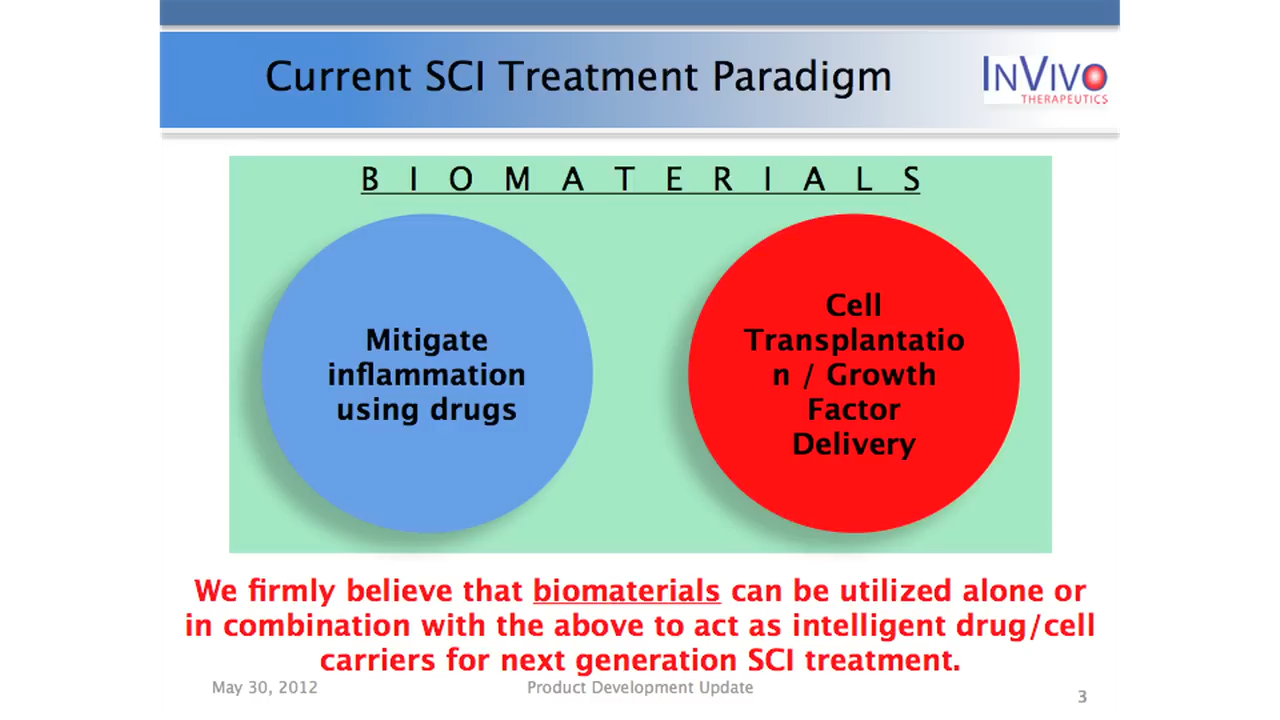 Current SCI Treatment Paradigm
INVIVO
THERAPEUTICS
B I O M A T E R I A L S
Mitigate
inflammation
using drugs
Cell
Transplantatio
n / Growth
Factor
Delivery
We firmly believe that biomaterials can be utilized alone or
in combination with the above to act as intelligent drug/cell
carriers for next generation SCI treatment.
May 30, 2012
Product Development Update
3